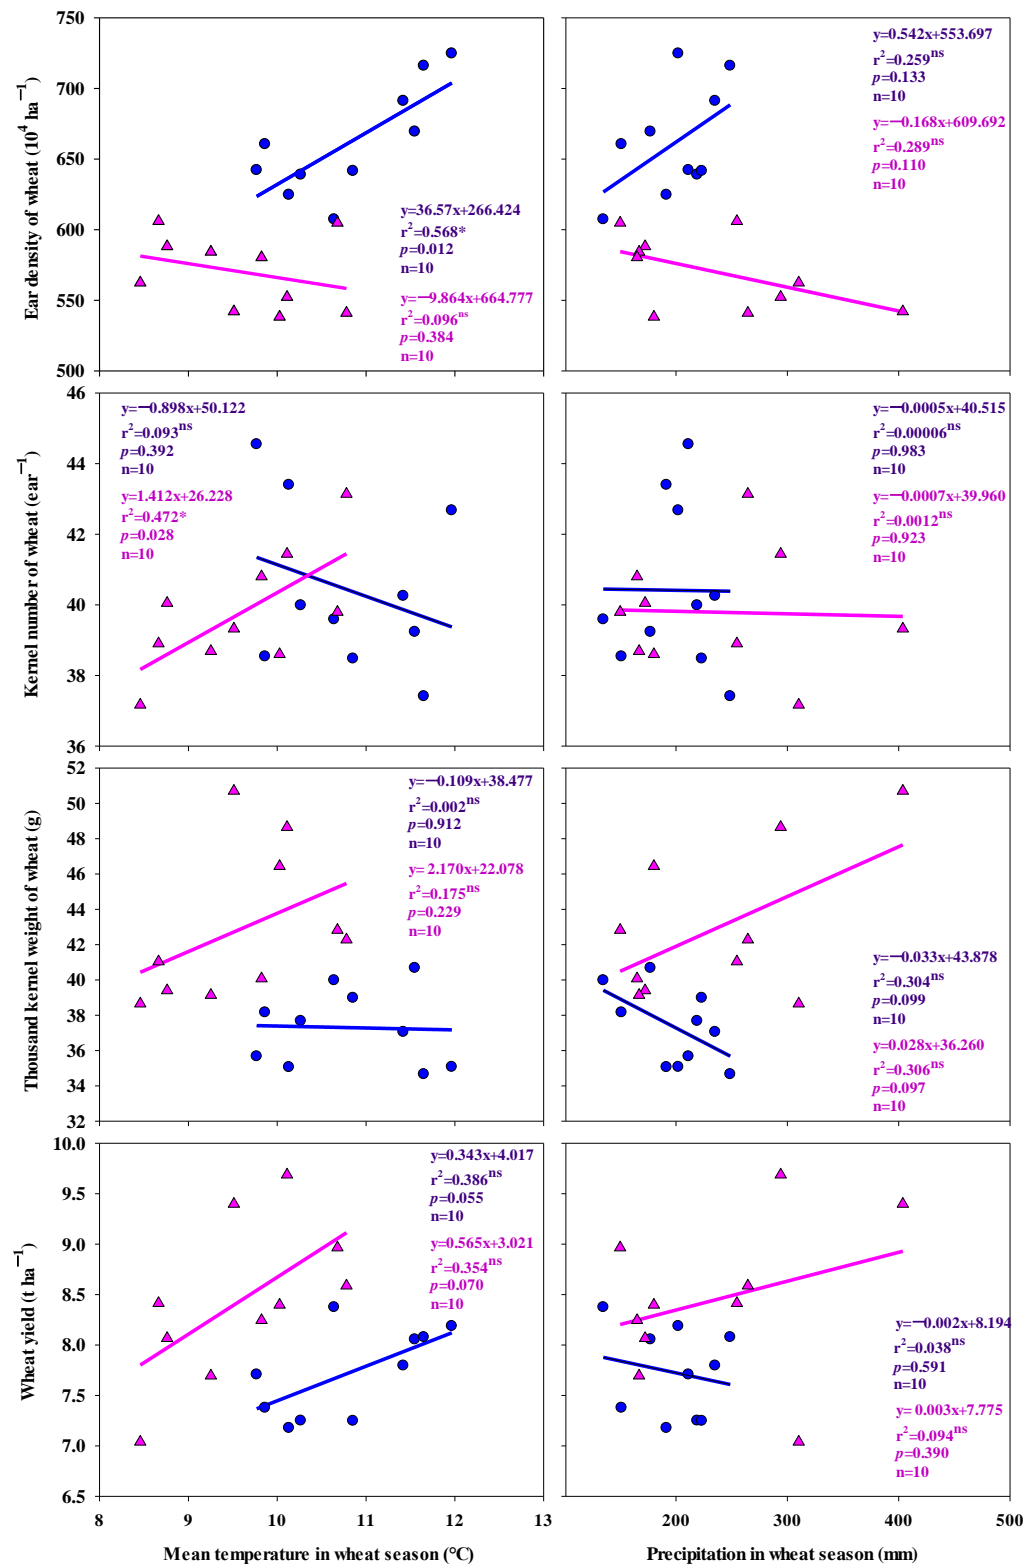 750
700
650
600
550
500
Ear density of wheat (10⁴ ha⁻¹)
y=36.57x+266.424
r²=0.568*
p=0.012
n=10
y=−9.864x+664.777
r²=0.096ns
p=0.384
n=10
y=0.542x+553.697
r²=0.259ns
p=0.133
n=10
y=−0.168x+609.692
r²=0.289ns
p=0.110
n=10
46
44
42
40
38
36
Kernel number of wheat (ear⁻¹)
y=−0.898x+50.122
r²=0.093ns
p=0.392
n=10
y=1.412x+26.228
r²=0.472*
p=0.028
n=10
y=−0.0005x+40.515
r²=0.00006ns
p=0.983
n=10
y=−0.0007x+39.960
r²=0.0012ns
p=0.923
n=10
52
50
48
46
44
42
40
38
36
34
32
Thousand kernel weight of wheat (g)
y=−0.109x+38.477
r²=0.002ns
p=0.912
n=10
y= 2.170x+22.078
r²=0.175ns
p=0.229
n=10
y=−0.033x+43.878
r²=0.304ns
p=0.099
n=10
y=0.028x+36.260
r²=0.306ns
p=0.097
n=10
10.0
9.5
9.0
8.5
8.0
7.5
7.0
6.5
Wheat yield (t ha⁻¹)
y=0.343x+4.017
r²=0.386ns
p=0.055
n=10
y=0.565x+3.021
r²=0.354ns
p=0.070
n=10
y=−0.002x+8.194
r²=0.038ns
p=0.591
n=10
y= 0.003x+7.775
r²=0.094ns
p=0.390
n=10
8 9 10 11 12 13
200 300 400 500
Mean temperature in wheat season (°C)
Precipitation in wheat season (mm)